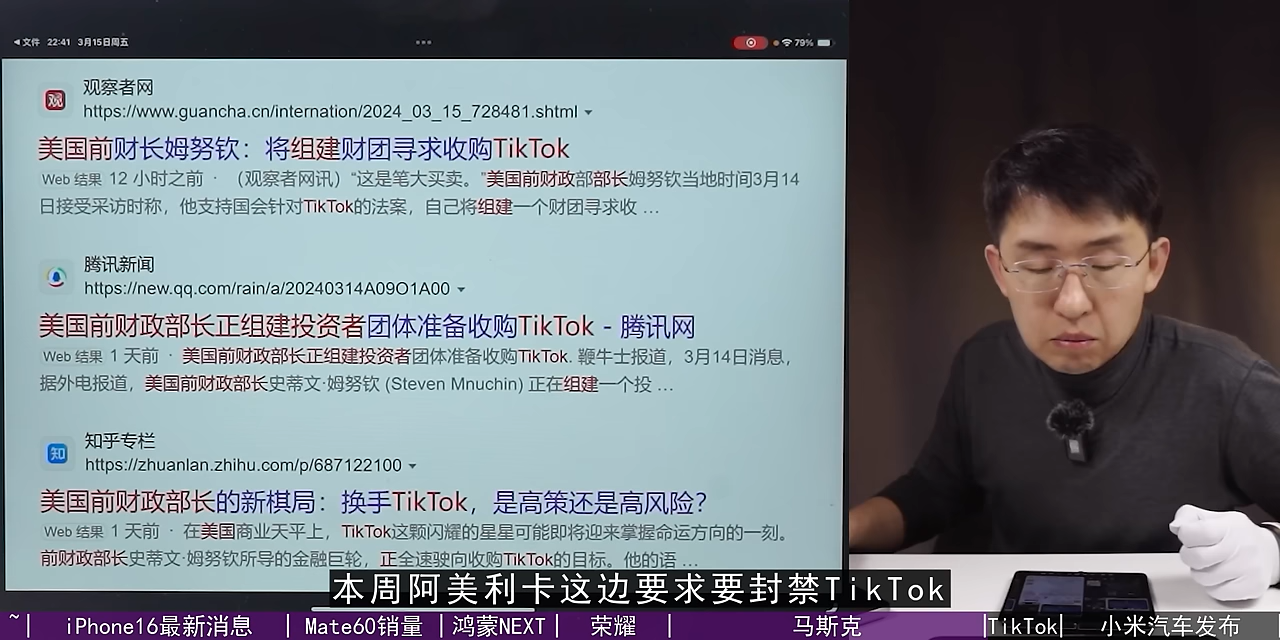 文件 22:41 3月15日周五
79%
观察者网
https://www.guancha.cn/internation/2024_03_15_728481.shtml
美国前财长姆努钦：将组建财团寻求收购TikTok
Web 结果 12 小时之前 · （观察者网讯）“这是笔大买卖。”美国前财政部部长姆努钦当地时间3月14
日接受采访时称，他支持国会针对TikTok的法案，自己将组建一个财团寻求收 …
腾讯新闻
https://new.qq.com/rain/a/20240314A09O1A00
美国前财政部长正组建投资者团体准备收购TikTok - 腾讯网
Web 结果 1 天前 · 美国前财政部长正组建投资者团体准备收购TikTok. 鞭牛士报道，3月14日消息，
据外电报道，美国前财政部长史蒂文·姆努钦 (Steven Mnuchin) 正在组建一个投 …
知乎专栏
https://zhuanlan.zhihu.com/p/687122100
美国前财政部长的新棋局：换手TikTok，是高策还是高风险？
Web 结果 1 天前 · 在美国商业天平上，TikTok这颗闪耀的星星可能即将迎来掌握命运方向的一刻。
前财政部长史蒂文·姆努钦所导的金融巨轮，正全速驶向收购TikTok的目标。他的语 …
本周阿美利卡这边要求要封禁TikTok
~| iPhone16最新消息 | Mate60销量 |鸿蒙NEXT| 荣耀 | 马斯克 |TikTok| 小米汽车发布